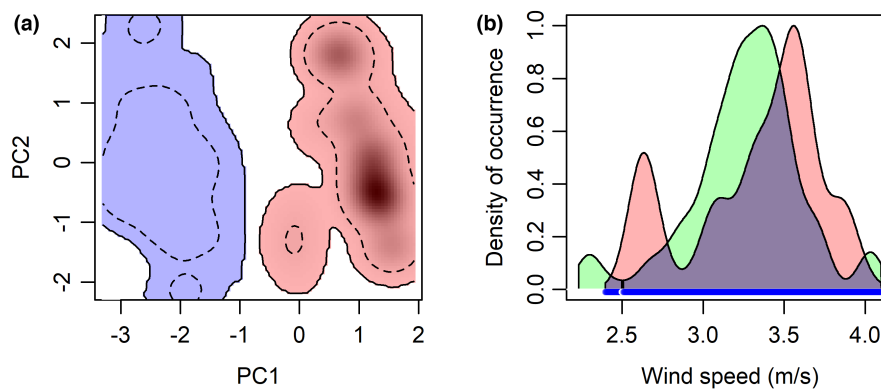 (a)
PC2
2
1
0
-1
-2
-3 -2 -1 0 1 2
PC1
(b)
Density of occurrence
1.0
0.8
0.6
0.4
0.2
0.0
2.5 3.0 3.5 4.0
Wind speed (m/s)